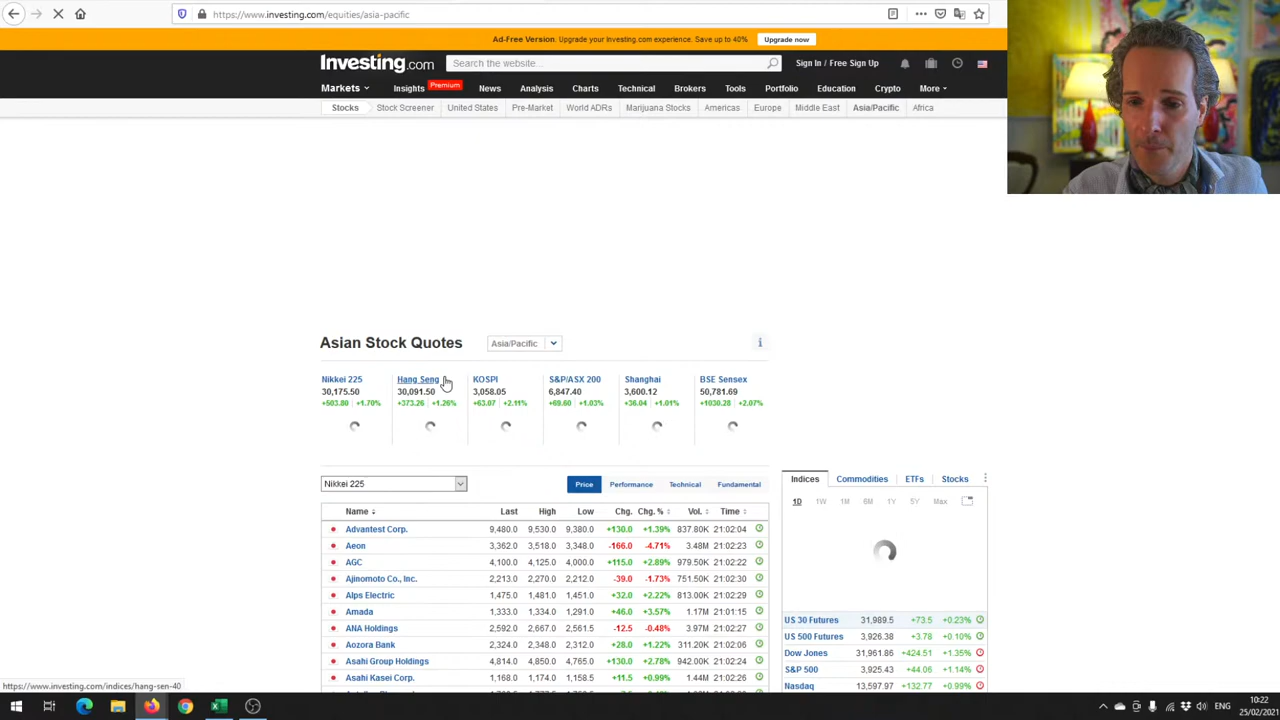 https://www.investing.com/equities/asia-pacific
Ad-Free Version. Upgrade your Investing.com experience. Save up to 40% Upgrade now
Investing.com Search the website... Sign In / Free Sign Up
Markets Insights Premium News Analysis Charts Technical Brokers Tools Portfolio Education Crypto More
Stocks Stock Screener United States Pre-Market World ADRs Marijuana Stocks Americas Europe Middle East Asia/Pacific Africa
Asian Stock Quotes Asia/Pacific i
Nikkei 225 Hang Seng KOSPI S&P/ASX 200 Shanghai BSE Sensex
30,175.50 30,091.50 3,058.05 6,847.40 3,600.12 50,781.69
+503.80 +1.70% +373.26 +1.26% +63.07 +2.11% +69.60 +1.03% +36.04 +1.01% +1030.28 +2.07%
Nikkei 225 Price Performance Technical Fundamental
Indices Commodities ETFs Stocks
1D 1W 1M 6M 1Y 5Y Max
Name Last High Low Chg. Chg. % Vol. Time
Advantest Corp. 9,480.0 9,530.0 9,380.0 +130.0 +1.39% 837.80K 21:02:04
Aeon 3,362.0 3,518.0 3,348.0 -166.0 -4.71% 3.48M 21:02:23
AGC 4,100.0 4,125.0 4,000.0 +115.0 +2.89% 979.50K 21:02:22
Ajinomoto Co., Inc. 2,213.0 2,270.0 2,212.0 -39.0 -1.73% 751.50K 21:02:30
Alps Electric 1,475.0 1,481.0 1,451.0 +32.0 +2.22% 813.00K 21:02:29
Amada 1,333.0 1,334.0 1,291.0 +46.0 +3.57% 1.17M 21:01:15
ANA Holdings 2,592.0 2,667.0 2,561.5 -12.5 -0.48% 3.97M 21:02:27
Aozora Bank 2,324.0 2,348.0 2,312.0 +28.0 +1.22% 311.20K 21:02:06
Asahi Group Holdings 4,814.0 4,850.0 4,765.0 +130.0 +2.78% 942.00K 21:02:24
Asahi Kasei Corp. 1,168.0 1,174.0 1,158.5 +11.5 +0.99% 1.44M 21:02:26
US 30 Futures 31,989.5 +73.5 +0.23%
US 500 Futures 3,926.38 +3.78 +0.10%
Dow Jones 31,961.86 +424.51 +1.35%
S&P 500 3,925.43 +44.06 +1.14%
Nasdaq 13,597.97 +132.77 +0.99%
https://www.investing.com/indices/hang-sen-40
ENG 10:22
25/02/2021